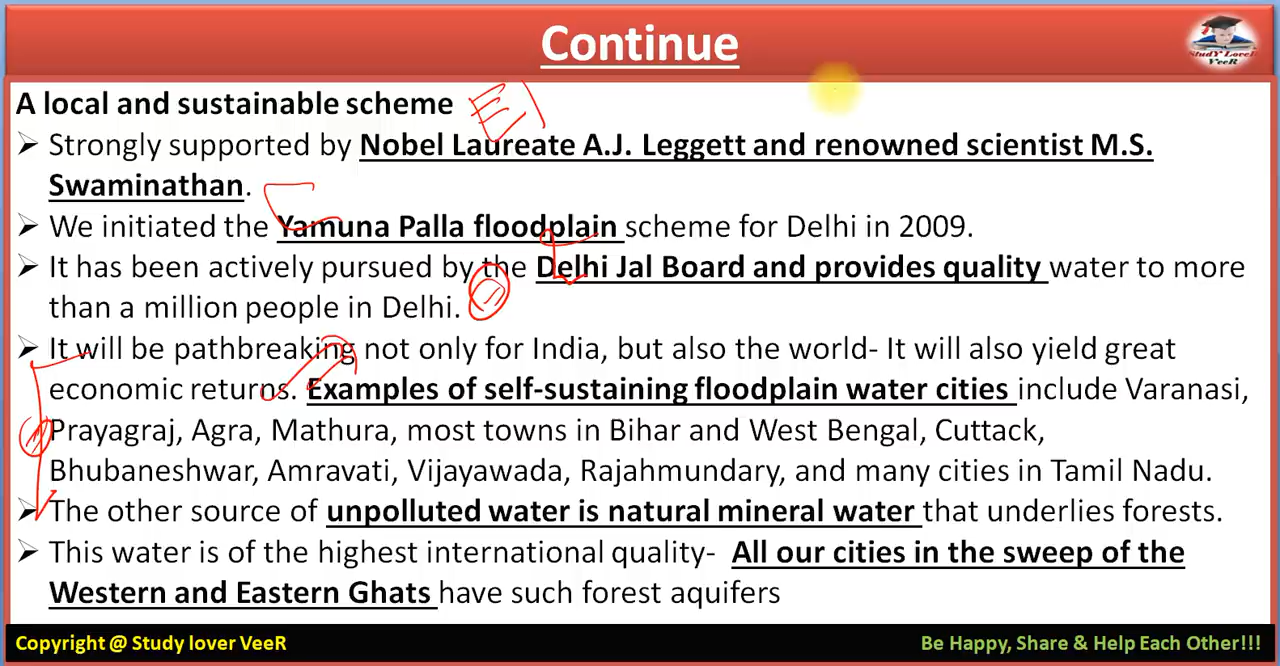 Continue
StudY LoveR
VeeR
A local and sustainable scheme
➢ Strongly supported by Nobel Laureate A.J. Leggett and renowned scientist M.S.
Swaminathan.
➢ We initiated the Yamuna Palla floodplain scheme for Delhi in 2009.
➢ It has been actively pursued by the Delhi Jal Board and provides quality water to more
than a million people in Delhi.
➢ It will be pathbreaking not only for India, but also the world- It will also yield great
economic returns. Examples of self-sustaining floodplain water cities include Varanasi,
Prayagraj, Agra, Mathura, most towns in Bihar and West Bengal, Cuttack,
Bhubaneshwar, Amravati, Vijayawada, Rajahmundary, and many cities in Tamil Nadu.
➢ The other source of unpolluted water is natural mineral water that underlies forests.
➢ This water is of the highest international quality- All our cities in the sweep of the
Western and Eastern Ghats have such forest aquifers
Copyright @ Study lover VeeR
Be Happy, Share & Help Each Other!!!